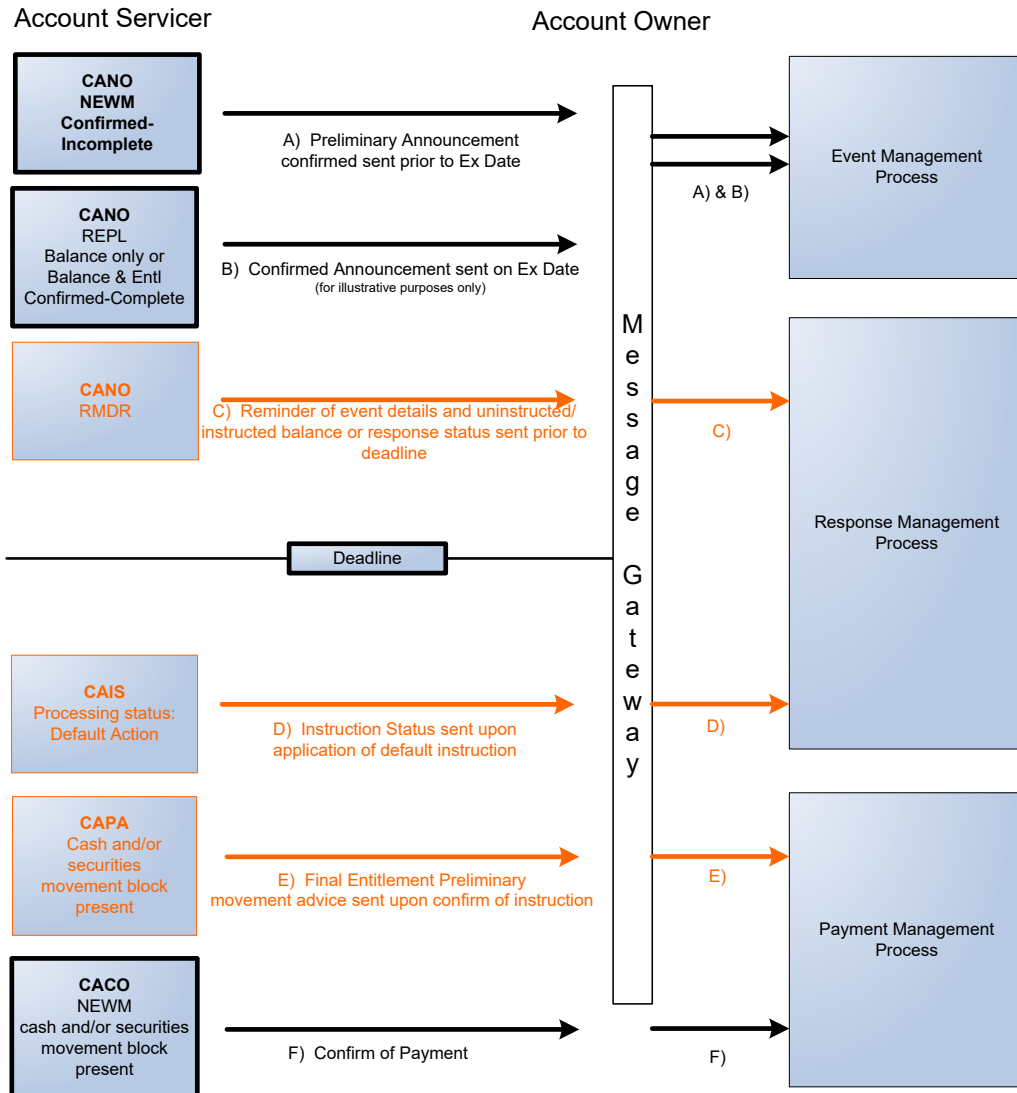 Account Servicer
Account Owner
CANO
NEWM
Confirmed-
Incomplete
A) Preliminary Announcement
confirmed sent prior to Ex Date
A) & B)
Event Management
Process
CANO
REPL
Balance only or
Balance & Entl
Confirmed-Complete
B) Confirmed Announcement sent on Ex Date
(for illustrative purposes only)
Message Gateway
CANO
RMDR
C) Reminder of event details and uninstructed/
instructed balance or response status sent prior to
deadline
C)
Response Management
Process
Deadline
CAIS
Processing status:
Default Action
D) Instruction Status sent upon
application of default instruction
D)
CAPA
Cash and/or
securities
movement block
present
E) Final Entitlement Preliminary
movement advice sent upon confirm of instruction
E)
Payment Management
Process
CACO
NEWM
cash and/or securities
movement block
present
F) Confirm of Payment
F)